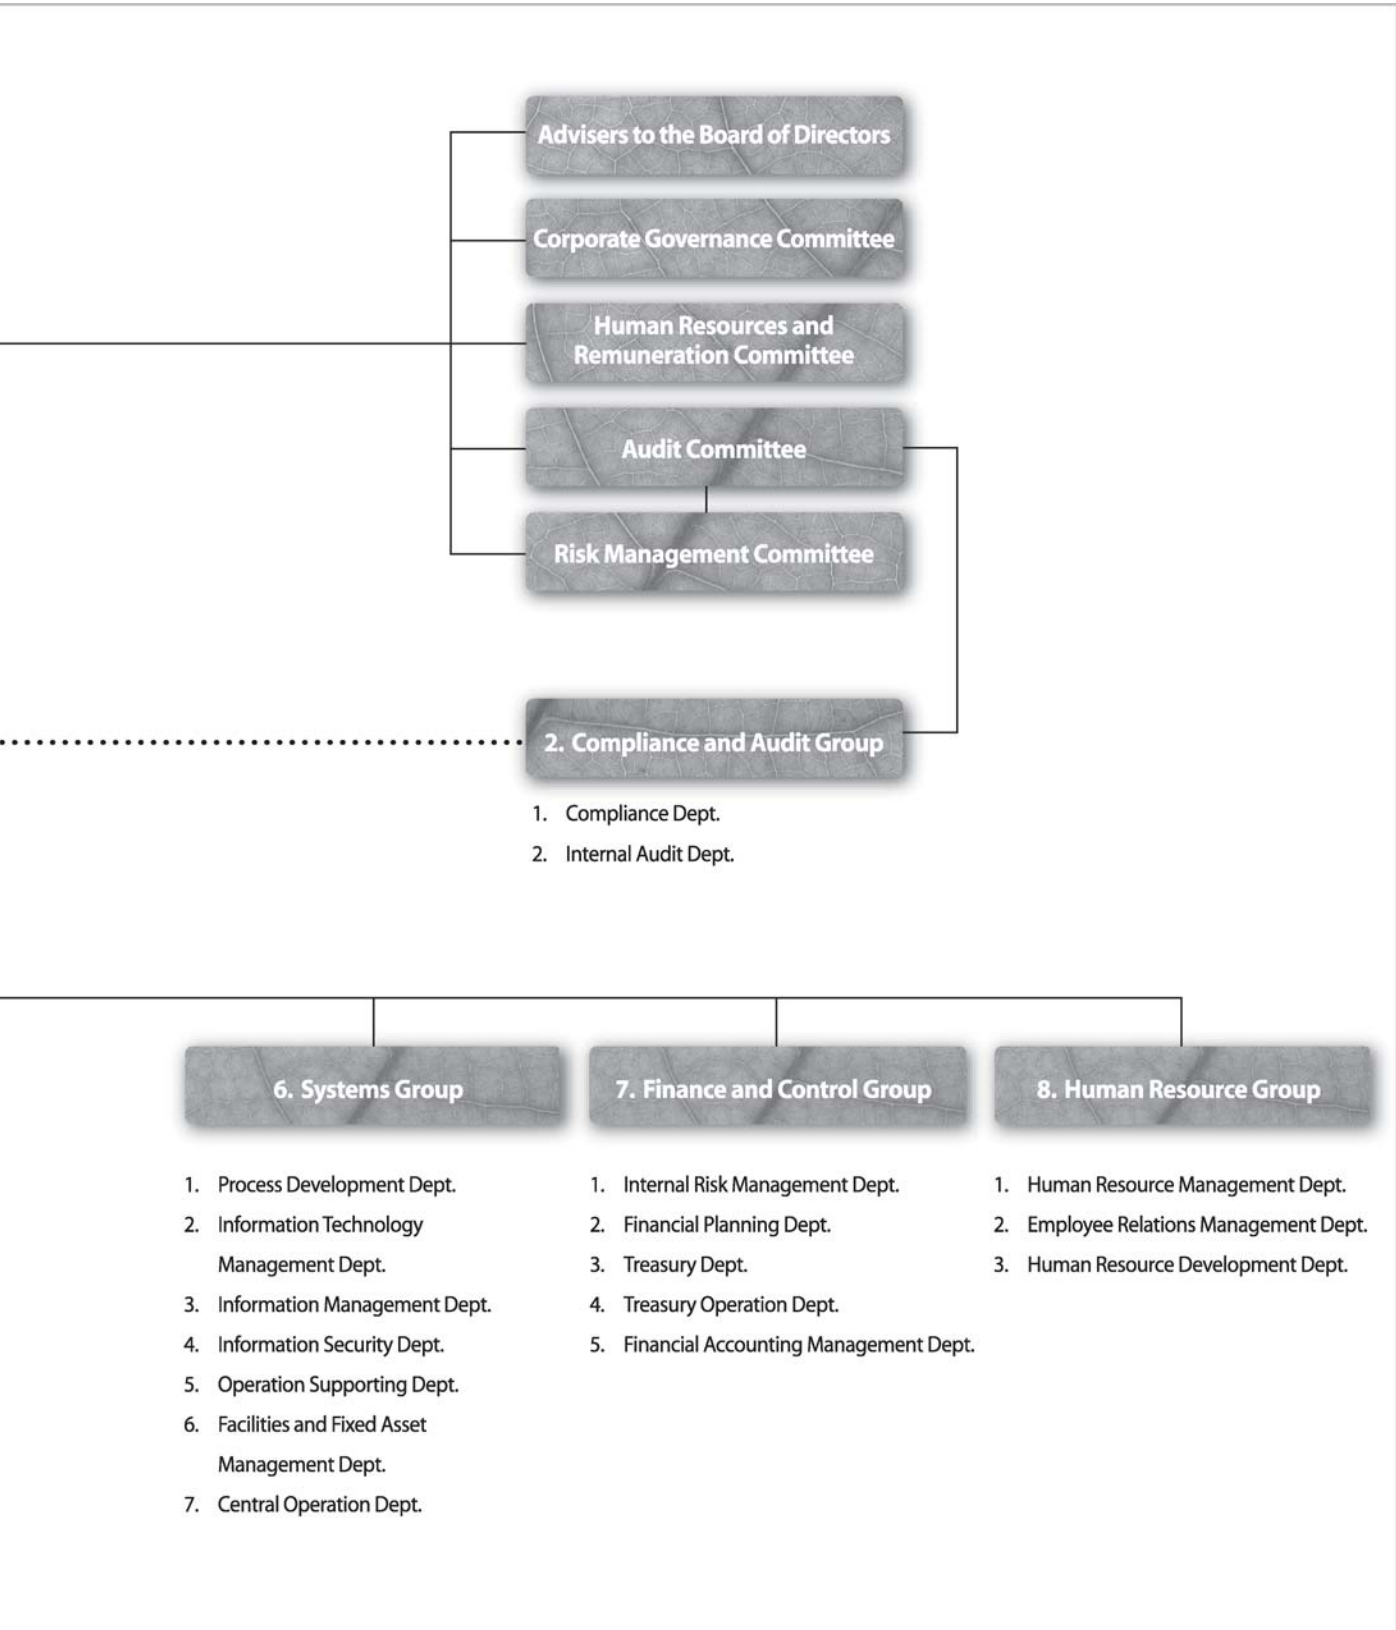 Advisers to the Board of Directors
Corporate Governance Committee
Human Resources and
Remuneration Committee
Audit Committee
Risk Management Committee
2. Compliance and Audit Group
1. Compliance Dept.
2. Internal Audit Dept.
6. Systems Group
1. Process Development Dept.
2. Information Technology
Management Dept.
3. Information Management Dept.
4. Information Security Dept.
5. Operation Supporting Dept.
6. Facilities and Fixed Asset
Management Dept.
7. Central Operation Dept.
7. Finance and Control Group
1. Internal Risk Management Dept.
2. Financial Planning Dept.
3. Treasury Dept.
4. Treasury Operation Dept.
5. Financial Accounting Management Dept.
8. Human Resource Group
1. Human Resource Management Dept.
2. Employee Relations Management Dept.
3. Human Resource Development Dept.